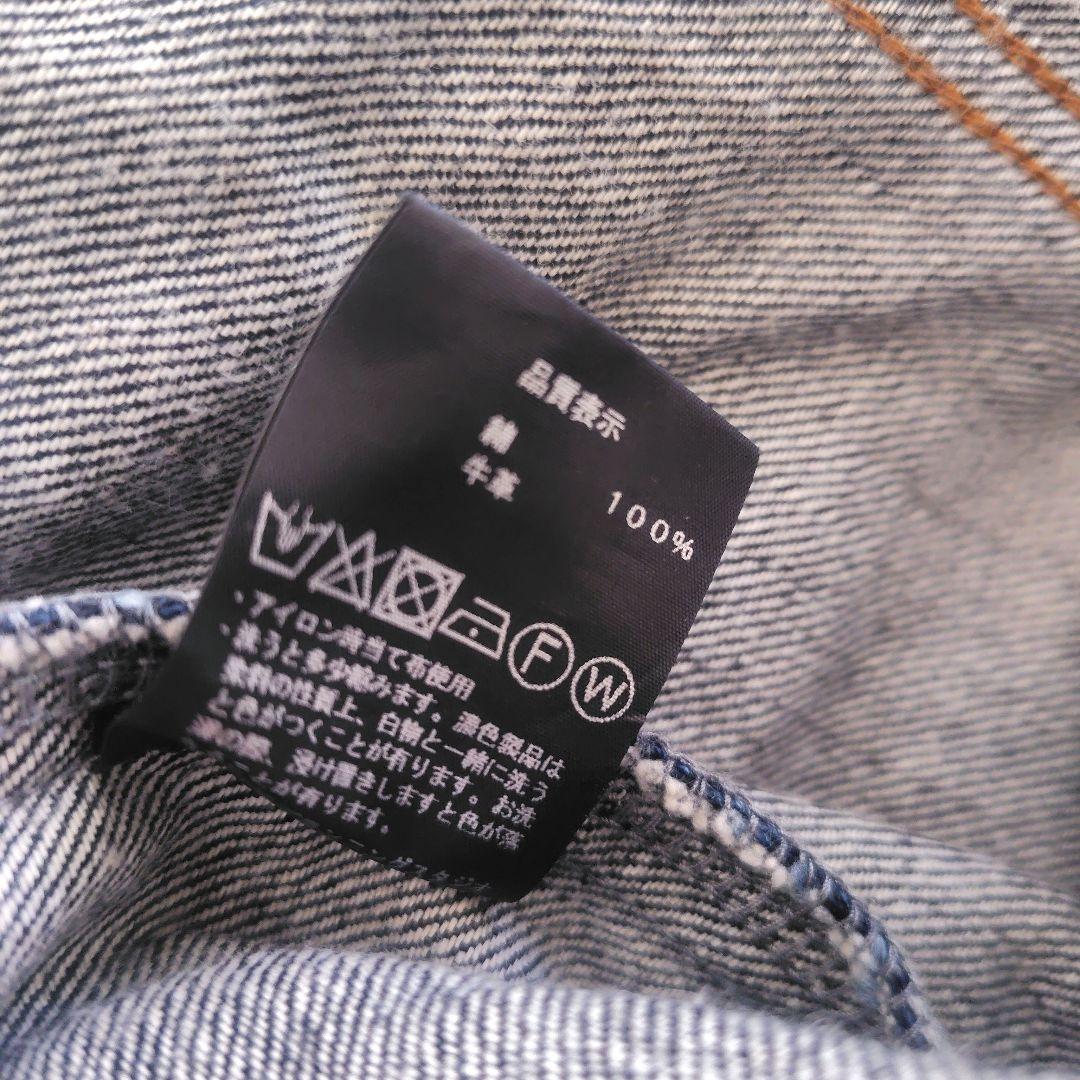 品質表示
綿 100%
牛革
F W
・アイロン時当て布使用
・洗うと多少縮みます。濃色製品は
染料の性質上、白物と一緒に洗う
と色がつくことが有ります。お洗
濯の際、浸け置きしますと色が落
が有ります。